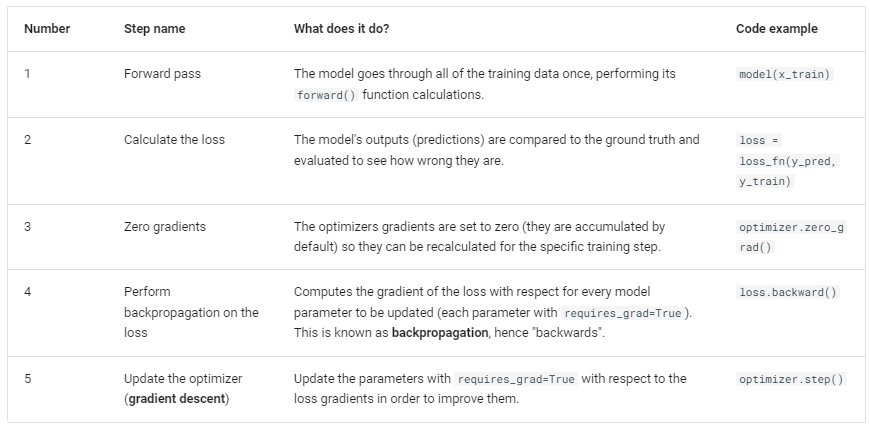 Number Step name What does it do? Code example
1 Forward pass The model goes through all of the training data once, performing its model(x_train)
forward() function calculations.
2 Calculate the loss The model's outputs (predictions) are compared to the ground truth and loss =
evaluated to see how wrong they are. loss_fn(y_pred,
y_train)
3 Zero gradients The optimizers gradients are set to zero (they are accumulated by optimizer.zero_g
default) so they can be recalculated for the specific training step. rad()
4 Perform Computes the gradient of the loss with respect for every model loss.backward()
backpropagation on the parameter to be updated (each parameter with requires_grad=True ).
loss This is known as backpropagation, hence "backwards".
5 Update the optimizer Update the parameters with requires_grad=True with respect to the optimizer.step()
(gradient descent) loss gradients in order to improve them.